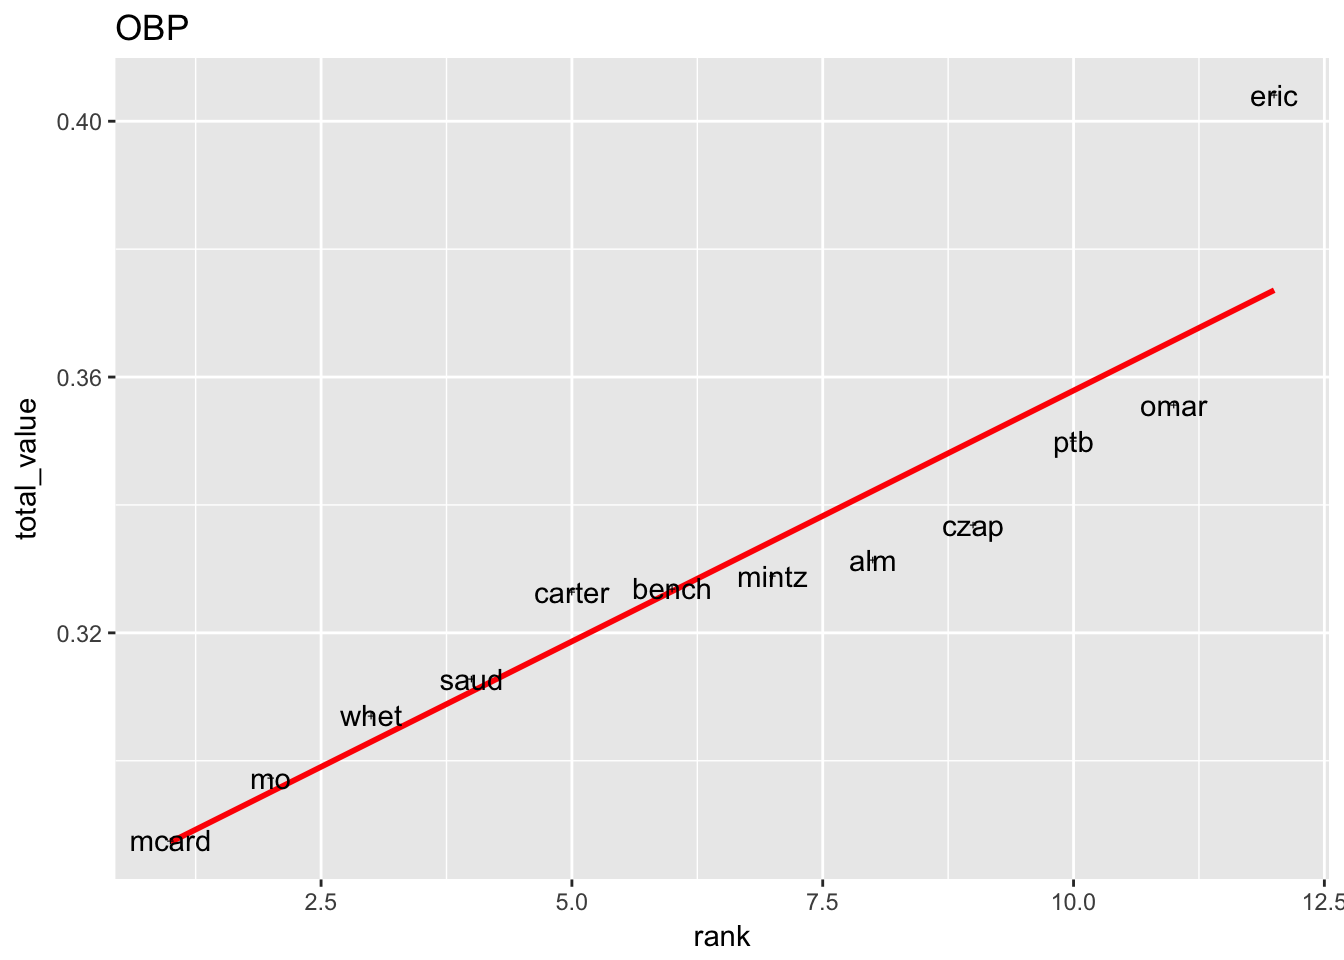 OBP
eric
0.40
0.36
omar
ptb
total_value
czap
alm
mintz
bench
carter
0.32
saud
whet
mo
mcard
2.5 5.0 7.5 10.0 12.5
rank